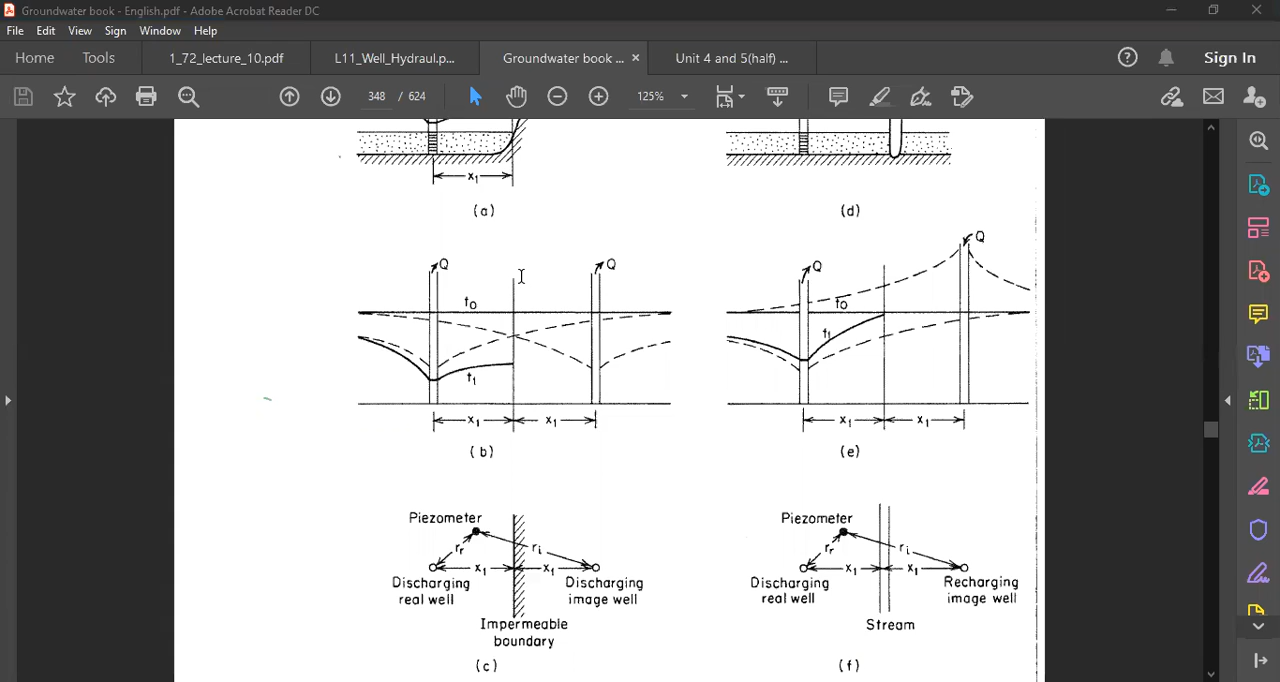 Groundwater book - English.pdf - Adobe Acrobat Reader DC
File Edit View Sign Window Help
Home Tools 1_72_lecture_10.pdf L11_Well_Hydraul.p... Groundwater book ... × Unit 4 and 5(half) ... Sign In
348 / 624 125%
x₁
(a) (d)
Q Q Q Q
t₀ t₀
t₁ t₁
x₁ x₁ x₁ x₁
(b) (e)
Piezometer Piezometer
rᵣ rᵢ rᵣ rᵢ
x₁ x₁ x₁ x₁
Discharging Discharging Discharging Recharging
real well image well real well image well
Impermeable Stream
boundary
(c) (f)